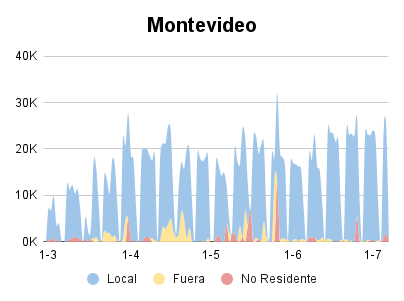 Montevideo
40K
30K
20K
10K
0K
1-3 1-4 1-5 1-6 1-7
Local Fuera No Residente